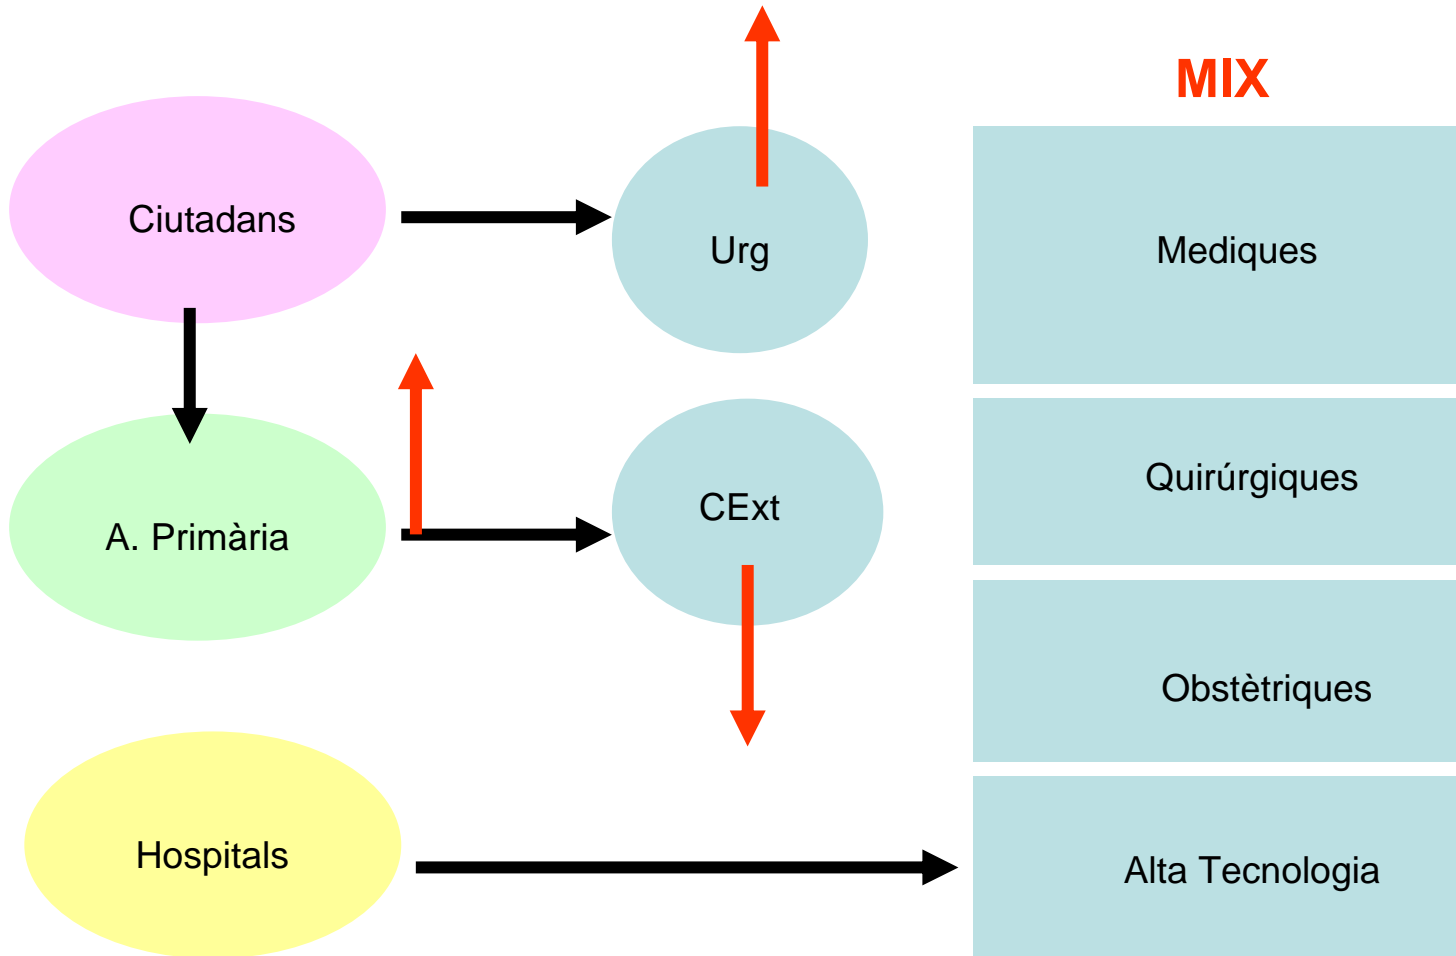 MIX
Ciutadans
Urg
Mediques
A. Primària
CExt
Quirúrgiques
Obstètriques
Hospitals
Alta Tecnologia